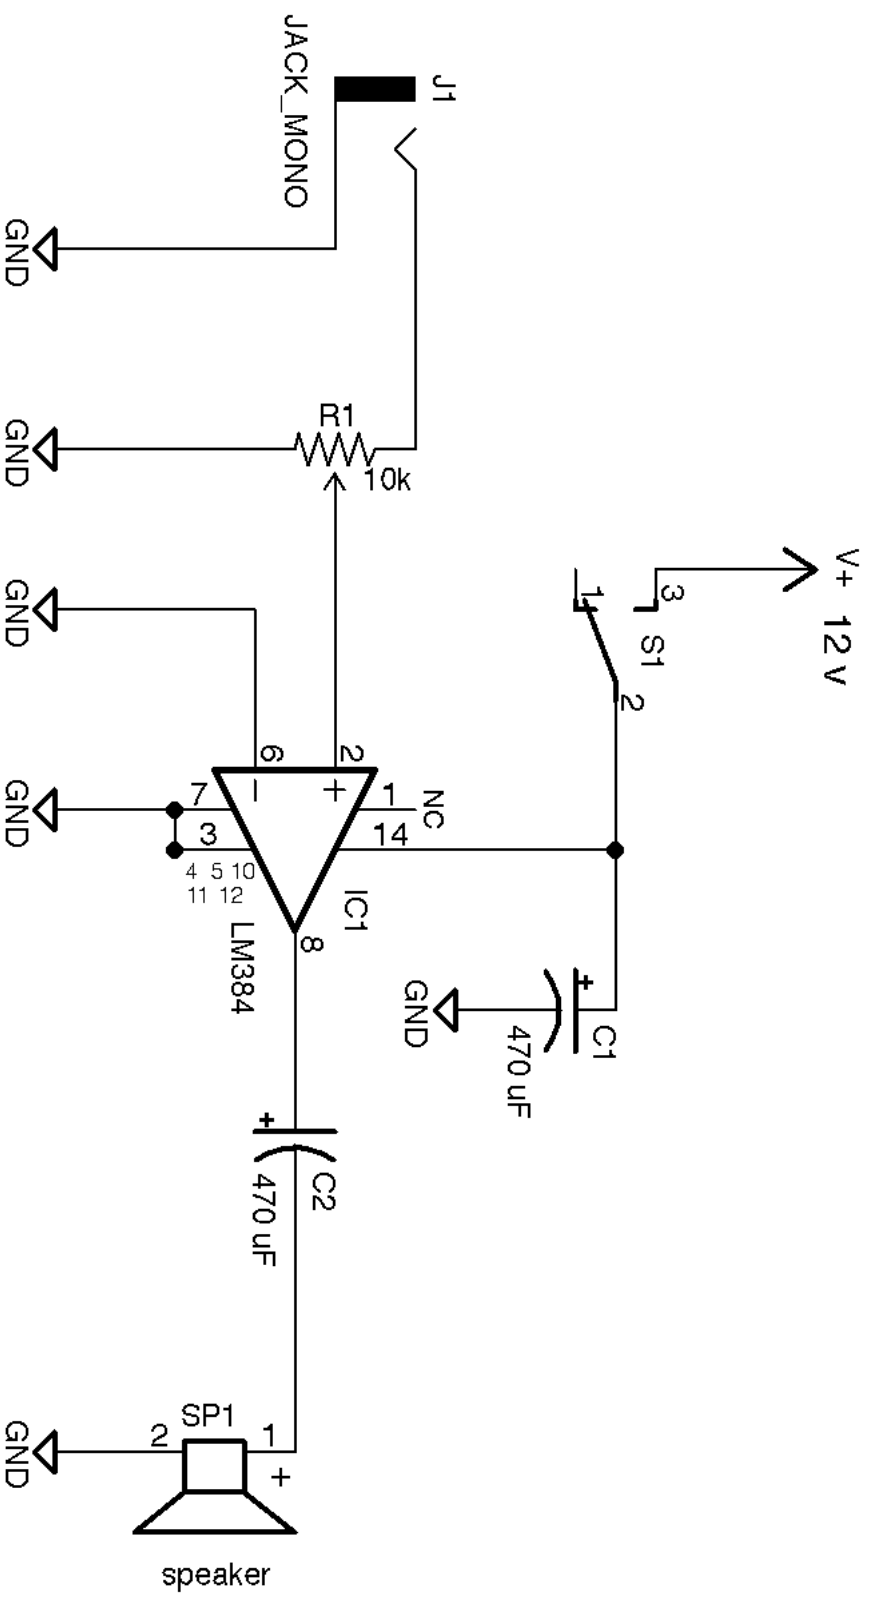 J1
JACK_MONO
GND
R1
10k
GND
V+ 12 v
3
1
S1
2
GND
6
2
-
+
7
1
NC
GND
3
14
4 5 10
11 12
IC1
LM384
8
+
C1
470 uF
GND
+
C2
470 uF
SP1
2
1
+
GND
speaker